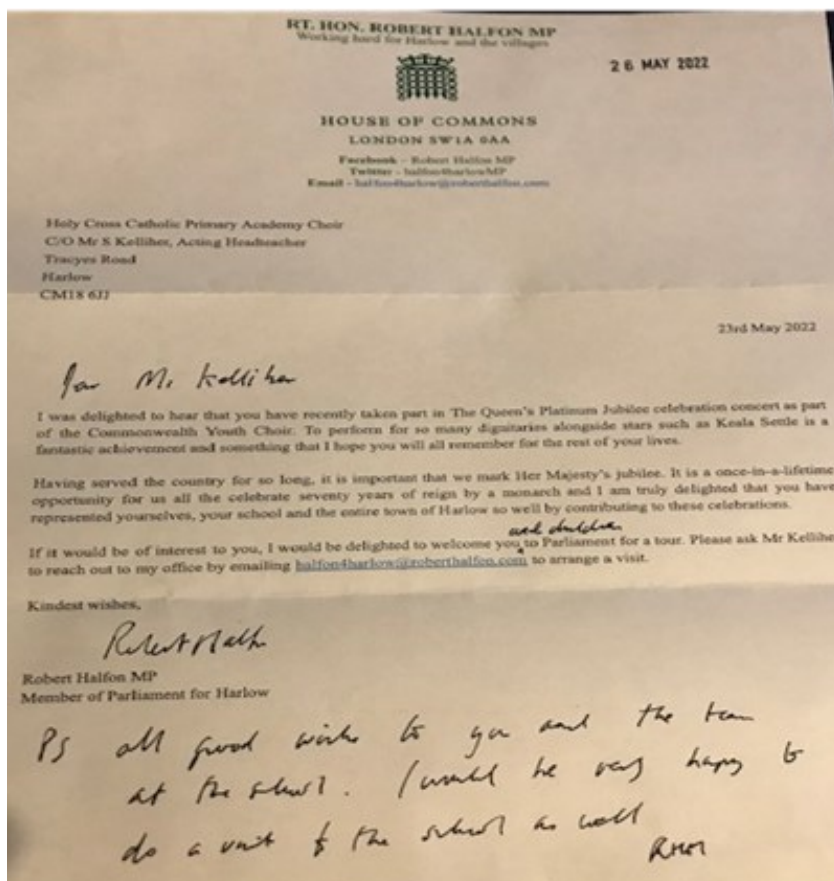 RT. HON. ROBERT HALFON MP
Working hard for Harlow and the villages
26 MAY 2022
HOUSE OF COMMONS
LONDON SW1A 0AA
Facebook - Robert Halfon MP
Twitter - halfon4harlowMP
Email - halfon4harlow@roberthalfon.com
Holy Cross Catholic Primary Academy Choir
C/O Mr S Kelliher, Acting Headteacher
Tracyes Road
Harlow
CM18 6JJ
23rd May 2022
Dear Mr Kelliher
I was delighted to hear that you have recently taken part in The Queen's Platinum Jubilee celebration concert as part
of the Commonwealth Youth Choir. To perform for so many dignitaries alongside stars such as Keala Settle is a
fantastic achievement and something that I hope you will all remember for the rest of your lives.
Having served the country for so long, it is important that we mark Her Majesty's jubilee. It is a once-in-a-lifetime
opportunity for us all the celebrate seventy years of reign by a monarch and I am truly delighted that you have
represented yourselves, your school and the entire town of Harlow so well by contributing to these celebrations.
and children
If it would be of interest to you, I would be delighted to welcome you to Parliament for a tour. Please ask Mr Kellihe
to reach out to my office by emailing halfon4harlow@roberthalfon.com to arrange a visit.
Kindest wishes,
Robert Halfon
Robert Halfon MP
Member of Parliament for Harlow
PS all good wishes to you and the team
at the school. I would be very happy to
do a visit to the school as well